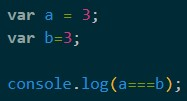 var a = 3;
var b=3;
console.log(a===b);